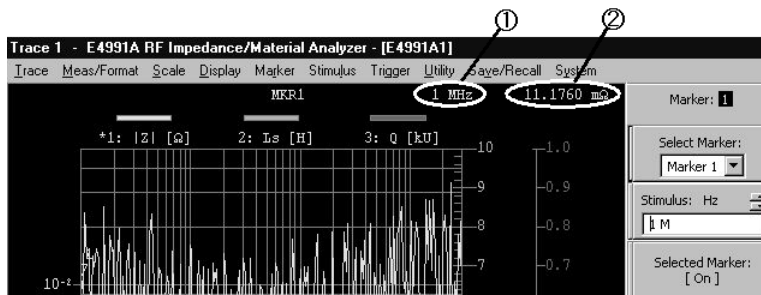 ① ②
Trace 1 - E4991A RF Impedance/Material Analyzer - [E4991A1]
Trace Meas/Format Scale Display Marker Stimulus Trigger Utility Save/Recall System
MKR1 1 MHz 11.1760 mΩ
Marker: 1
*1: |Z| [Ω] 2: Ls [H] 3: Q [kU]
10 1.0
Select Marker:
Marker 1
9 0.9
Stimulus: Hz
1 M
8 0.8
7 0.7
Selected Marker:
[ On ]
10-2